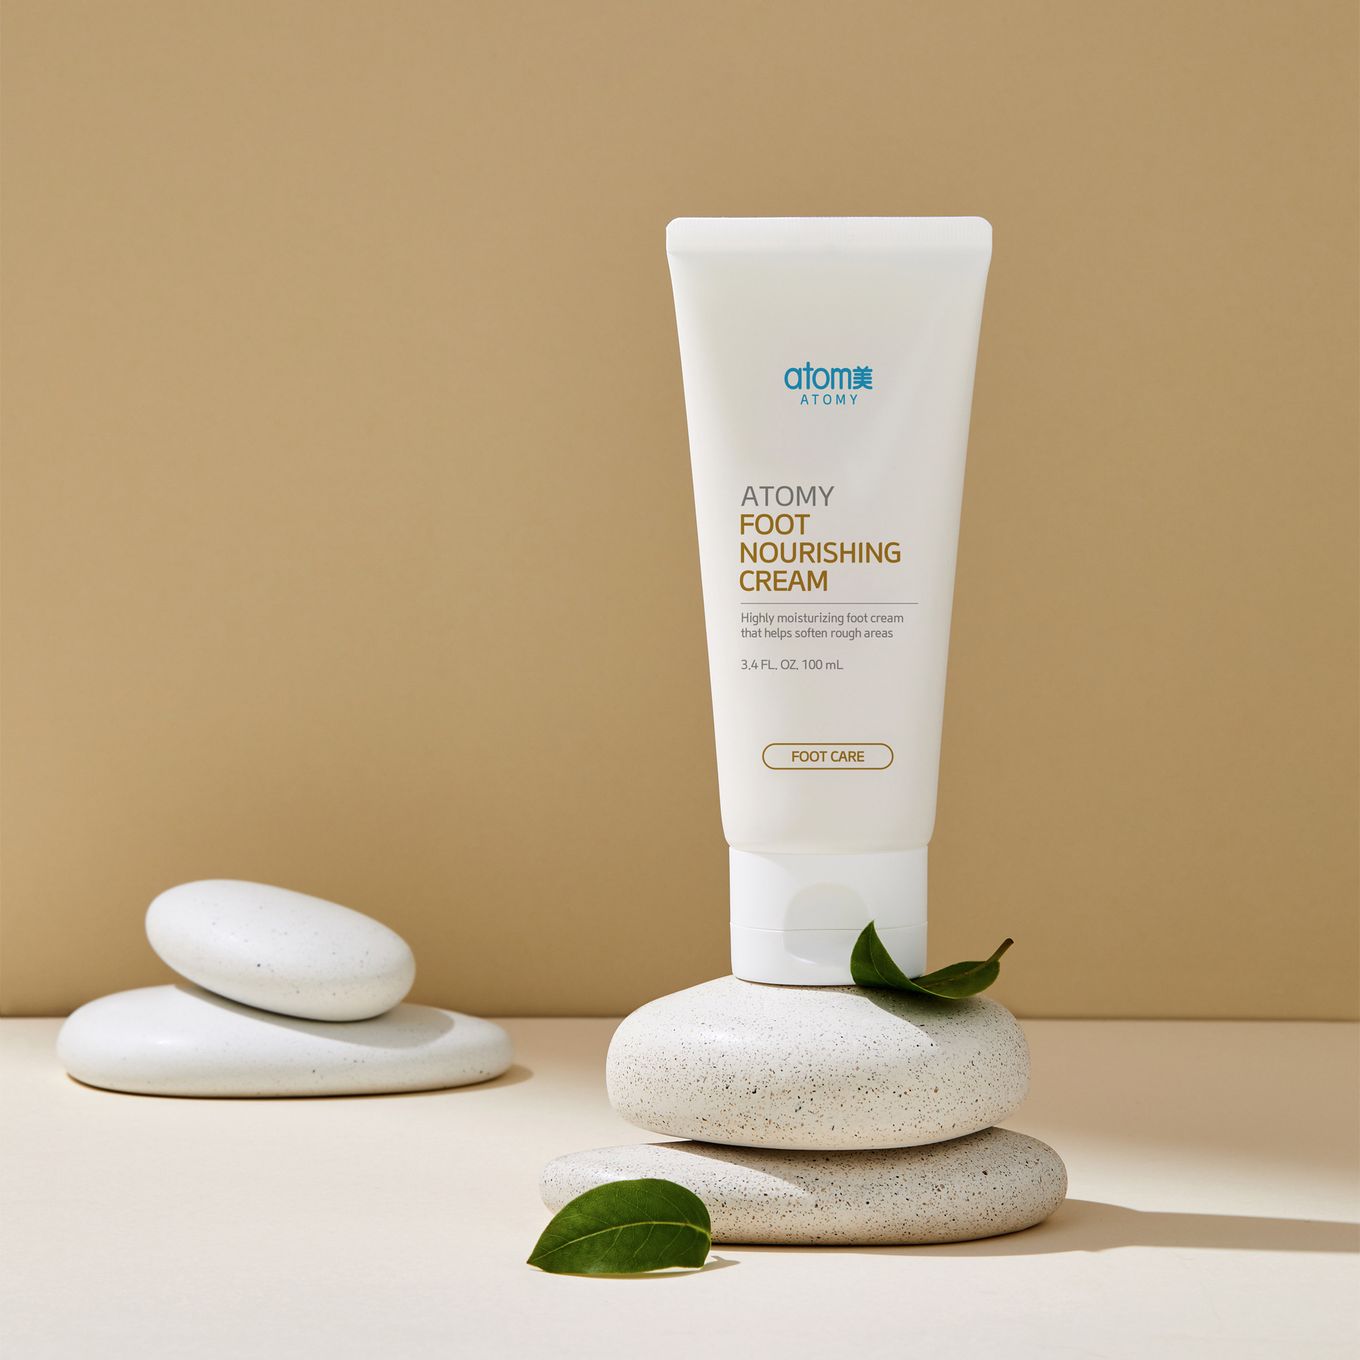 atom美
ATOMY
ATOMY
FOOT
NOURISHING
CREAM
Highly moisturizing foot cream
that helps soften rough areas
3.4 FL. OZ. 100 mL
FOOT CARE